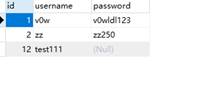 id username password
1 v0w v0wldl123
2 zz zz250
12 test111 (Null)